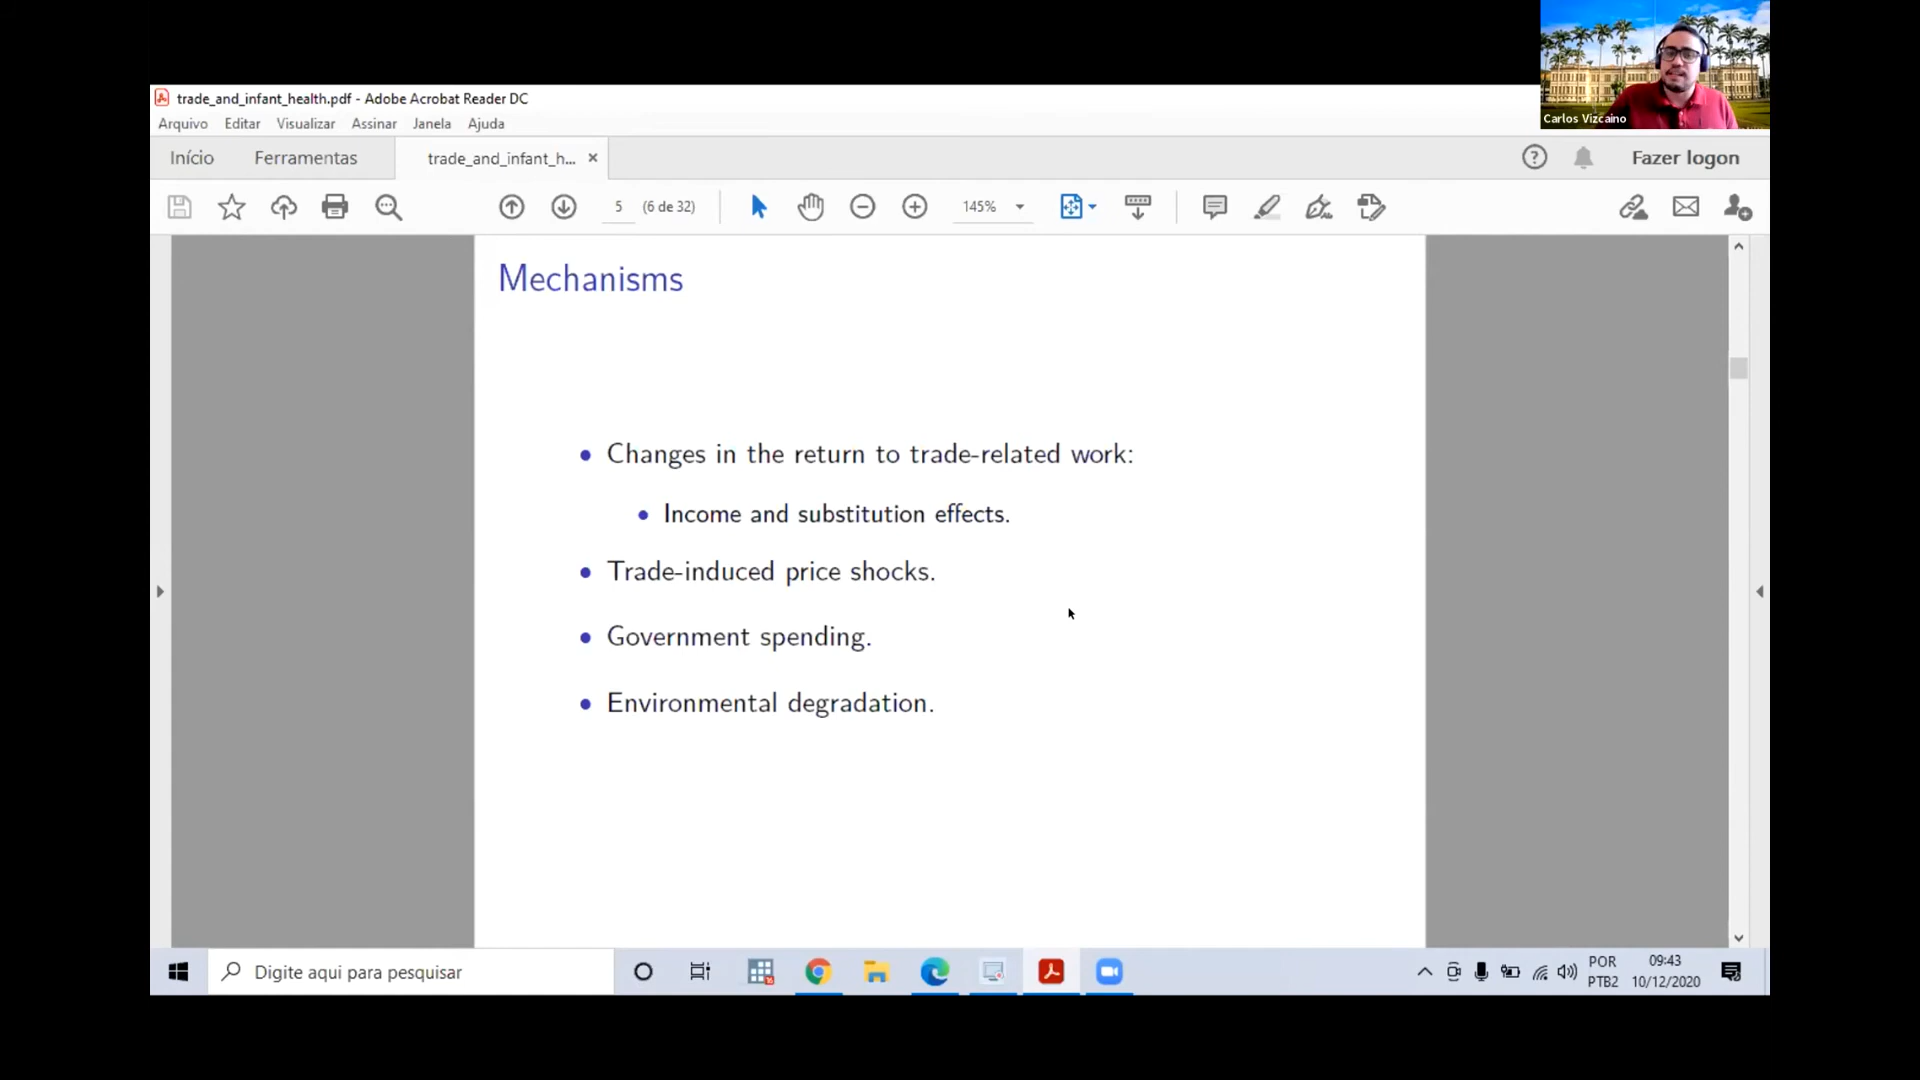 Carlos Vizcaino
trade_and_infant_health.pdf - Adobe Acrobat Reader DC
Arquivo Editar Visualizar Assinar Janela Ajuda
Início Ferramentas trade_and_infant_h... × Fazer logon
5 (6 de 32) 145%
Mechanisms
• Changes in the return to trade-related work:
• Income and substitution effects.
• Trade-induced price shocks.
• Government spending.
• Environmental degradation.
Digite aqui para pesquisar
POR
PTB2
09:43
10/12/2020